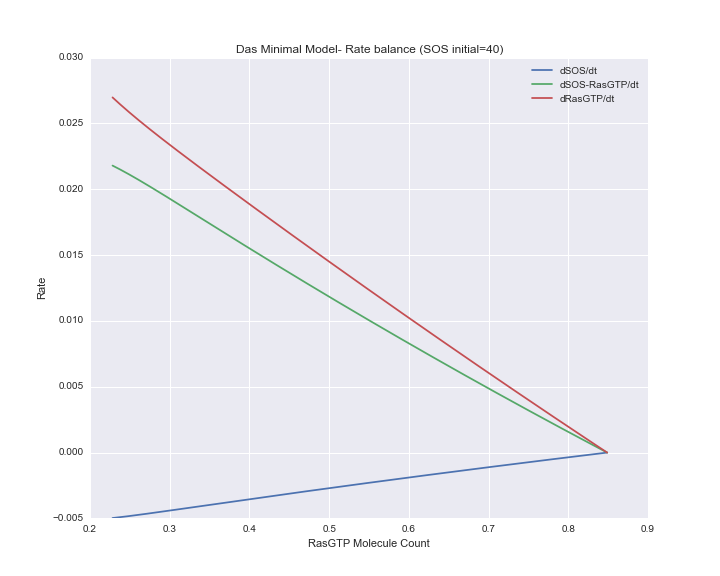 Das Minimal Model- Rate balance (SOS initial=40)
dSOS/dt
dSOS-RasGTP/dt
dRasGTP/dt
0.030
0.025
0.020
0.015
0.010
0.005
0.000
−0.005
Rate
0.2 0.3 0.4 0.5 0.6 0.7 0.8 0.9
RasGTP Molecule Count